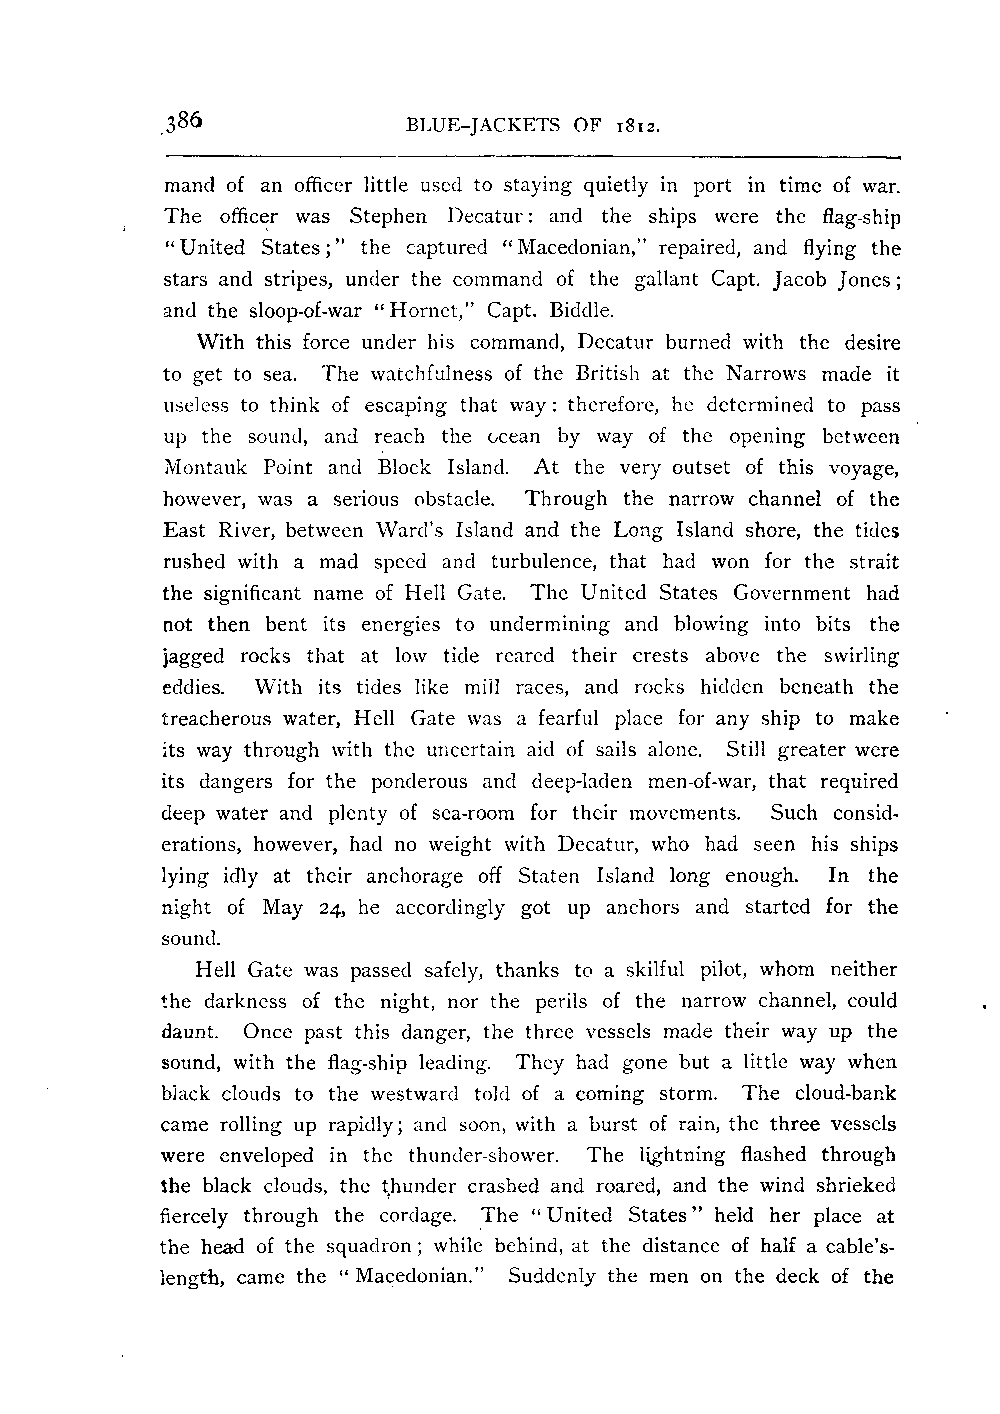 386 BLUE-JACKETS OF 1812.
mand of an officer little used to staying quietly in port in time of war.
The officer was Stephen Decatur: and the ships were the flag-ship
“United States;” the captured “Macedonian,” repaired, and flying the
stars and stripes, under the command of the gallant Capt. Jacob Jones;
and the sloop-of-war “Hornet,” Capt. Biddle.
With this force under his command, Decatur burned with the desire
to get to sea. The watchfulness of the British at the Narrows made it
useless to think of escaping that way: therefore, he determined to pass
up the sound, and reach the ocean by way of the opening between
Montauk Point and Block Island. At the very outset of this voyage,
however, was a serious obstacle. Through the narrow channel of the
East River, between Ward's Island and the Long Island shore, the tides
rushed with a mad speed and turbulence, that had won for the strait
the significant name of Hell Gate. The United States Government had
not then bent its energies to undermining and blowing into bits the
jagged rocks that at low tide reared their crests above the swirling
eddies. With its tides like mill races, and rocks hidden beneath the
treacherous water, Hell Gate was a fearful place for any ship to make
its way through with the uncertain aid of sails alone. Still greater were
its dangers for the ponderous and deep-laden men-of-war, that required
deep water and plenty of sea-room for their movements. Such consid-
erations, however, had no weight with Decatur, who had seen his ships
lying idly at their anchorage off Staten Island long enough. In the
night of May 24, he accordingly got up anchors and started for the
sound.
Hell Gate was passed safely, thanks to a skilful pilot, whom neither
the darkness of the night, nor the perils of the narrow channel, could
daunt. Once past this danger, the three vessels made their way up the
sound, with the flag-ship leading. They had gone but a little way when
black clouds to the westward told of a coming storm. The cloud-bank
came rolling up rapidly; and soon, with a burst of rain, the three vessels
were enveloped in the thunder-shower. The lightning flashed through
the black clouds, the thunder crashed and roared, and the wind shrieked
fiercely through the cordage. The “United States” held her place at
the head of the squadron; while behind, at the distance of half a cable's-
length, came the “Macedonian.” Suddenly the men on the deck of the